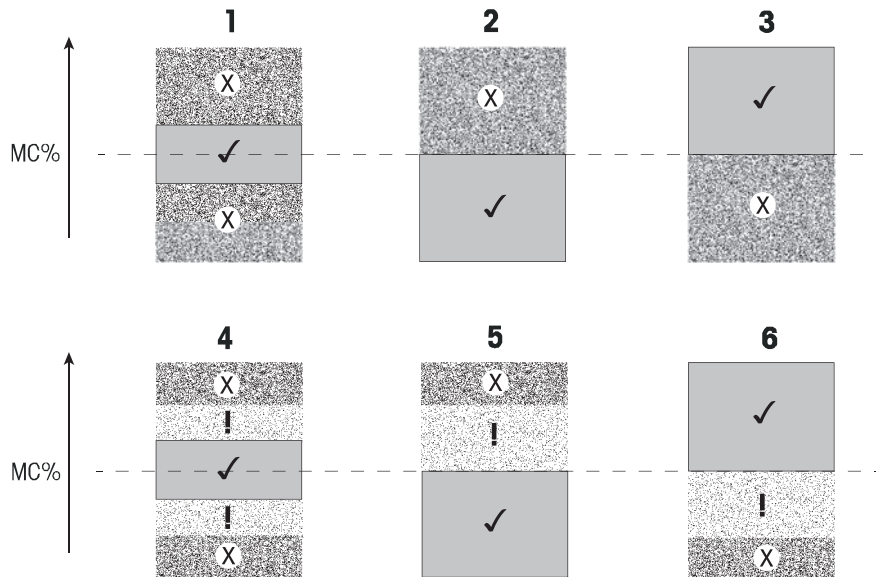 1 2 3
X X ✓
MC% ✓
✓
X X
4 5 6
X X
! ✓
!
MC% ✓
! !
✓
X X